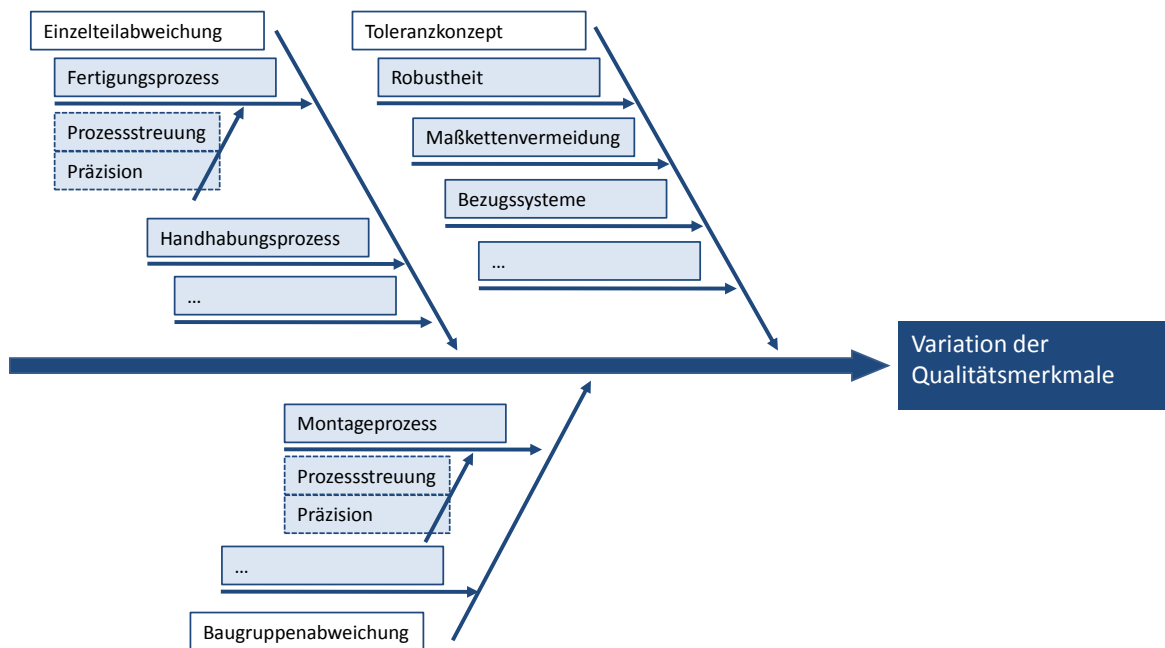 Einzelteilabweichung
Fertigungsprozess
Prozessstreuung
Präzision
Handhabungsprozess
...
Toleranzkonzept
Robustheit
Maßkettenvermeidung
Bezugssysteme
...
Variation der
Qualitätsmerkmale
Montageprozess
Prozessstreuung
Präzision
...
Baugruppenabweichung